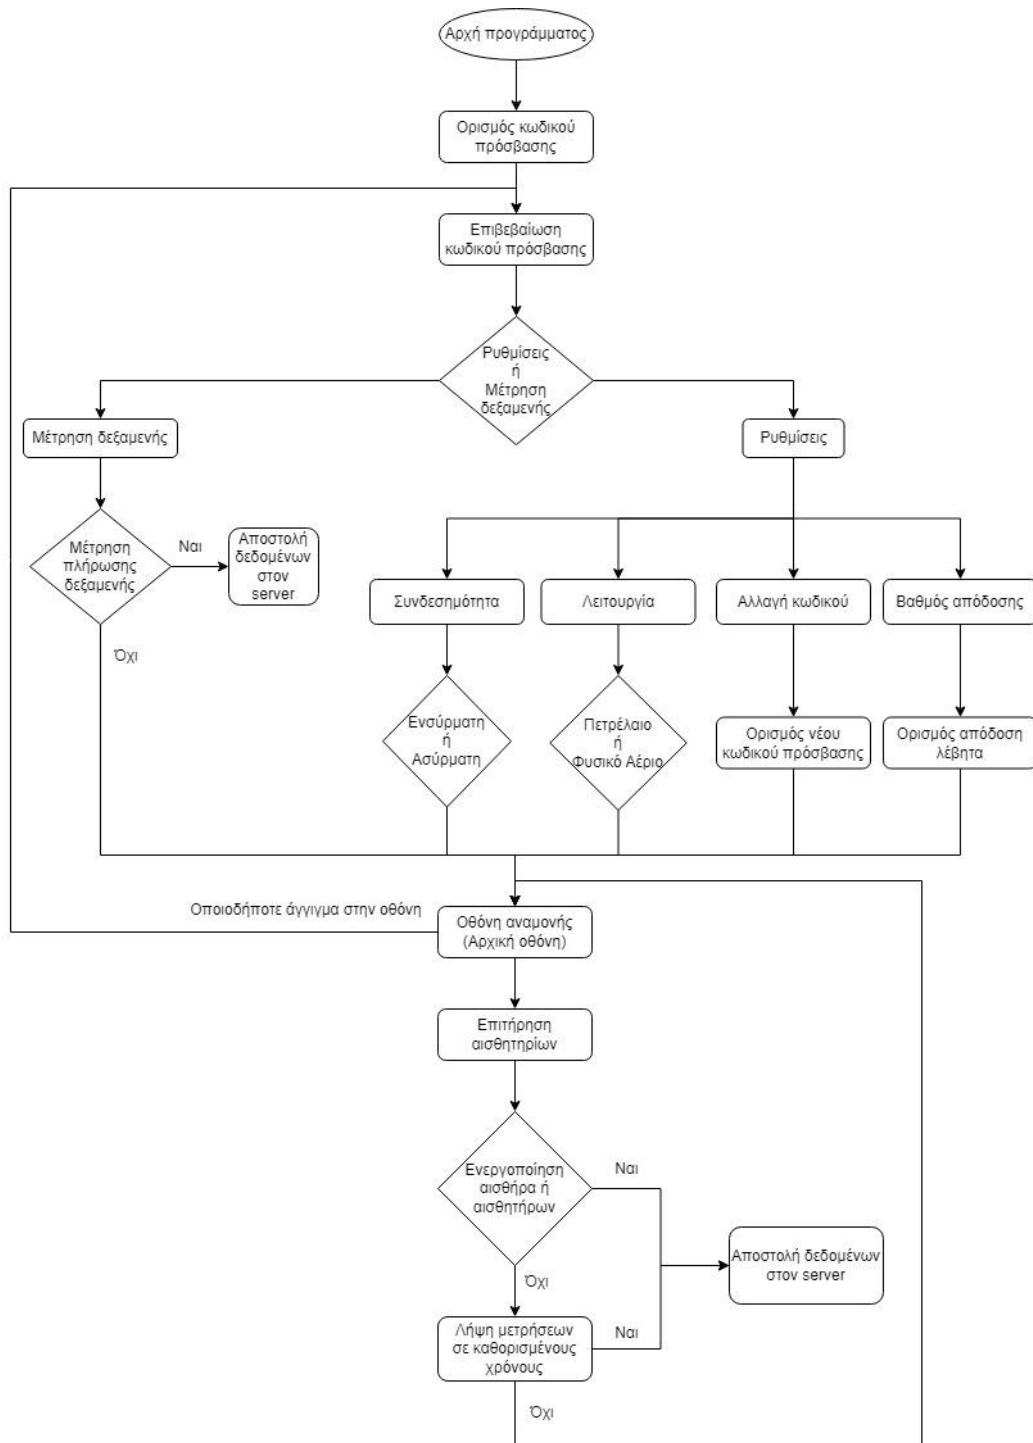 Αρχή προγράμματος
Ορισμός κωδικού
πρόσβασης
Επιβεβαίωση
κωδικού πρόσβασης
Ρυθμίσεις
ή
Μέτρηση
δεξαμενής
Μέτρηση δεξαμενής
Ρυθμίσεις
Μέτρηση
πλήρωσης
δεξαμενής
Ναι
Αποστολή
δεδομένων
στον
server
Όχι
Συνδεσημότητα
Λειτουργία
Αλλαγή κωδικού
Βαθμός απόδοσης
Ενσύρματη
ή
Ασύρματη
Πετρέλαιο
ή
Φυσικό Αέριο
Ορισμός νέου
κωδικού πρόσβασης
Ορισμός απόδοση
λέβητα
Οποιοδήποτε άγγιγμα στην οθόνη
Οθόνη αναμονής
(Αρχική οθόνη)
Επιτήρηση
αισθητηρίων
Ενεργοποίηση
αισθήρα ή
αισθητήρων
Ναι
Αποστολή δεδομένων
στον server
Όχι
Λήψη μετρήσεων
σε καθορισμένους
χρόνους
Ναι
Όχι